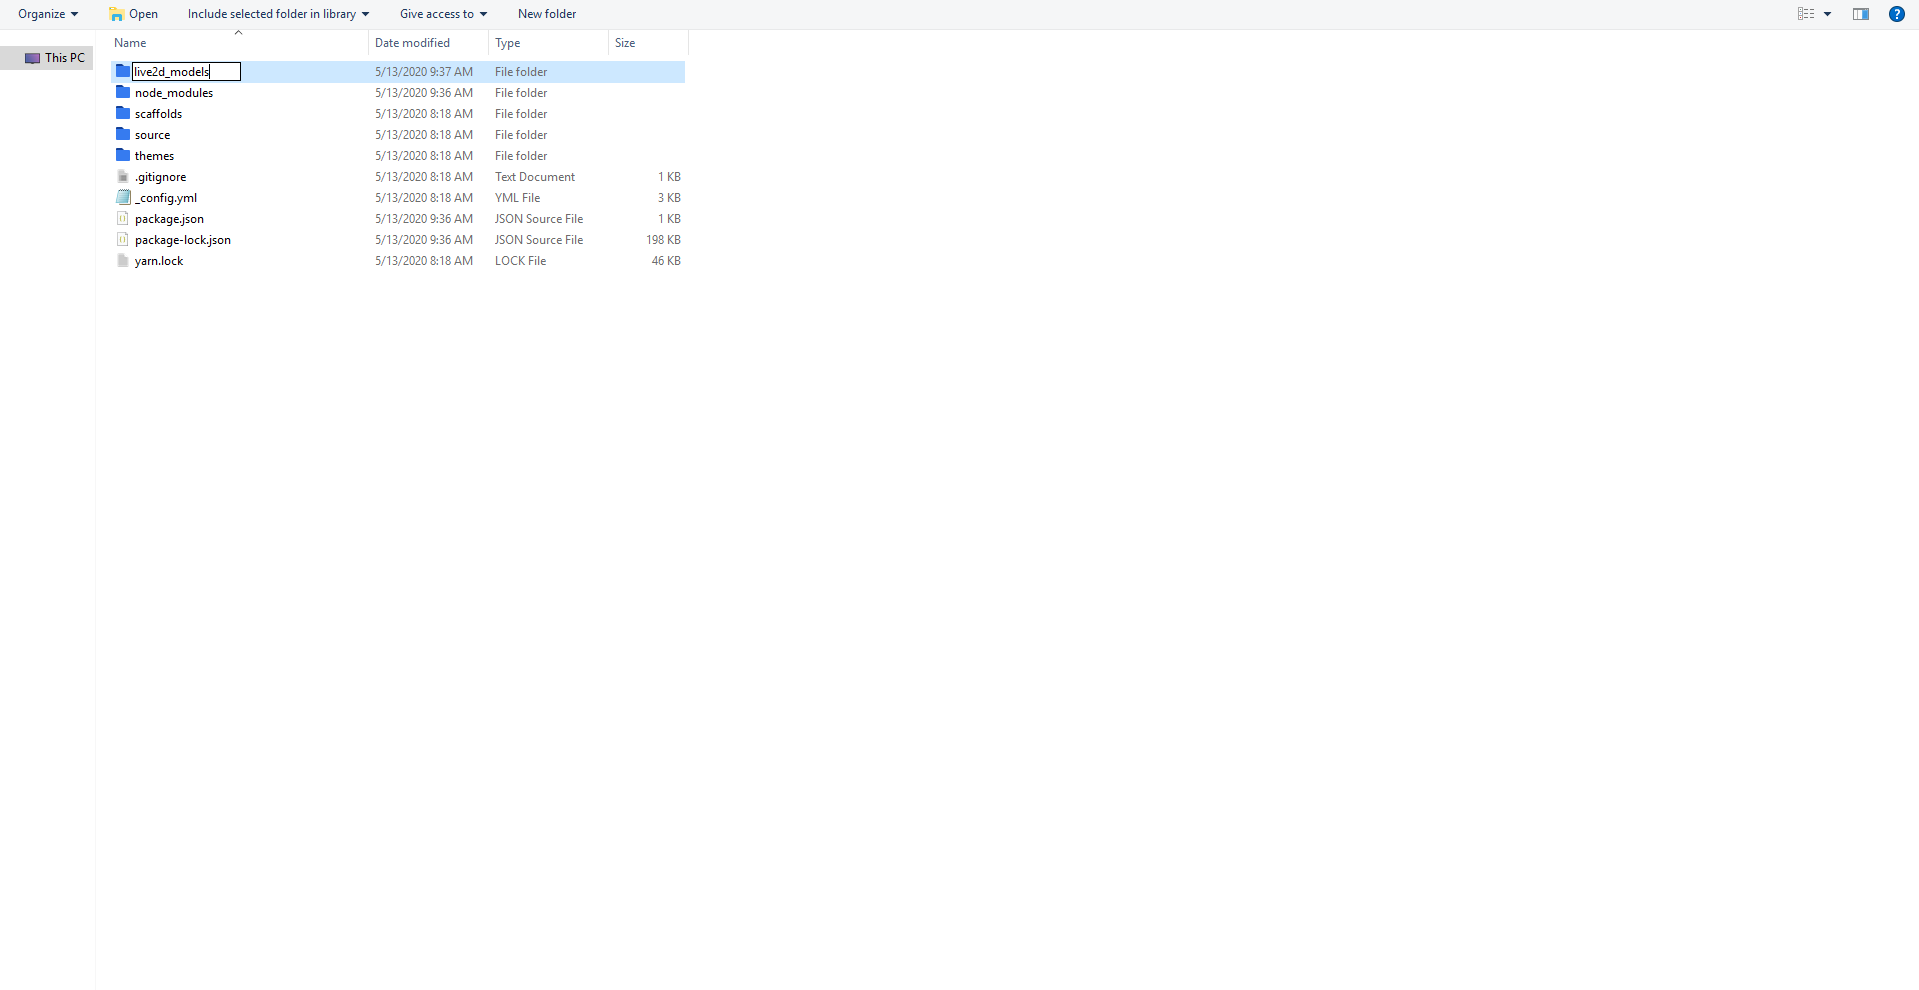 Organize Open Include selected folder in library Give access to New folder ?
This PC
Name Date modified Type Size
live2d_models 5/13/2020 9:37 AM File folder
node_modules 5/13/2020 9:36 AM File folder
scaffolds 5/13/2020 8:18 AM File folder
source 5/13/2020 8:18 AM File folder
themes 5/13/2020 8:18 AM File folder
.gitignore 5/13/2020 8:18 AM Text Document 1 KB
_config.yml 5/13/2020 8:18 AM YML File 3 KB
package.json 5/13/2020 9:36 AM JSON Source File 1 KB
package-lock.json 5/13/2020 9:36 AM JSON Source File 198 KB
yarn.lock 5/13/2020 8:18 AM LOCK File 46 KB